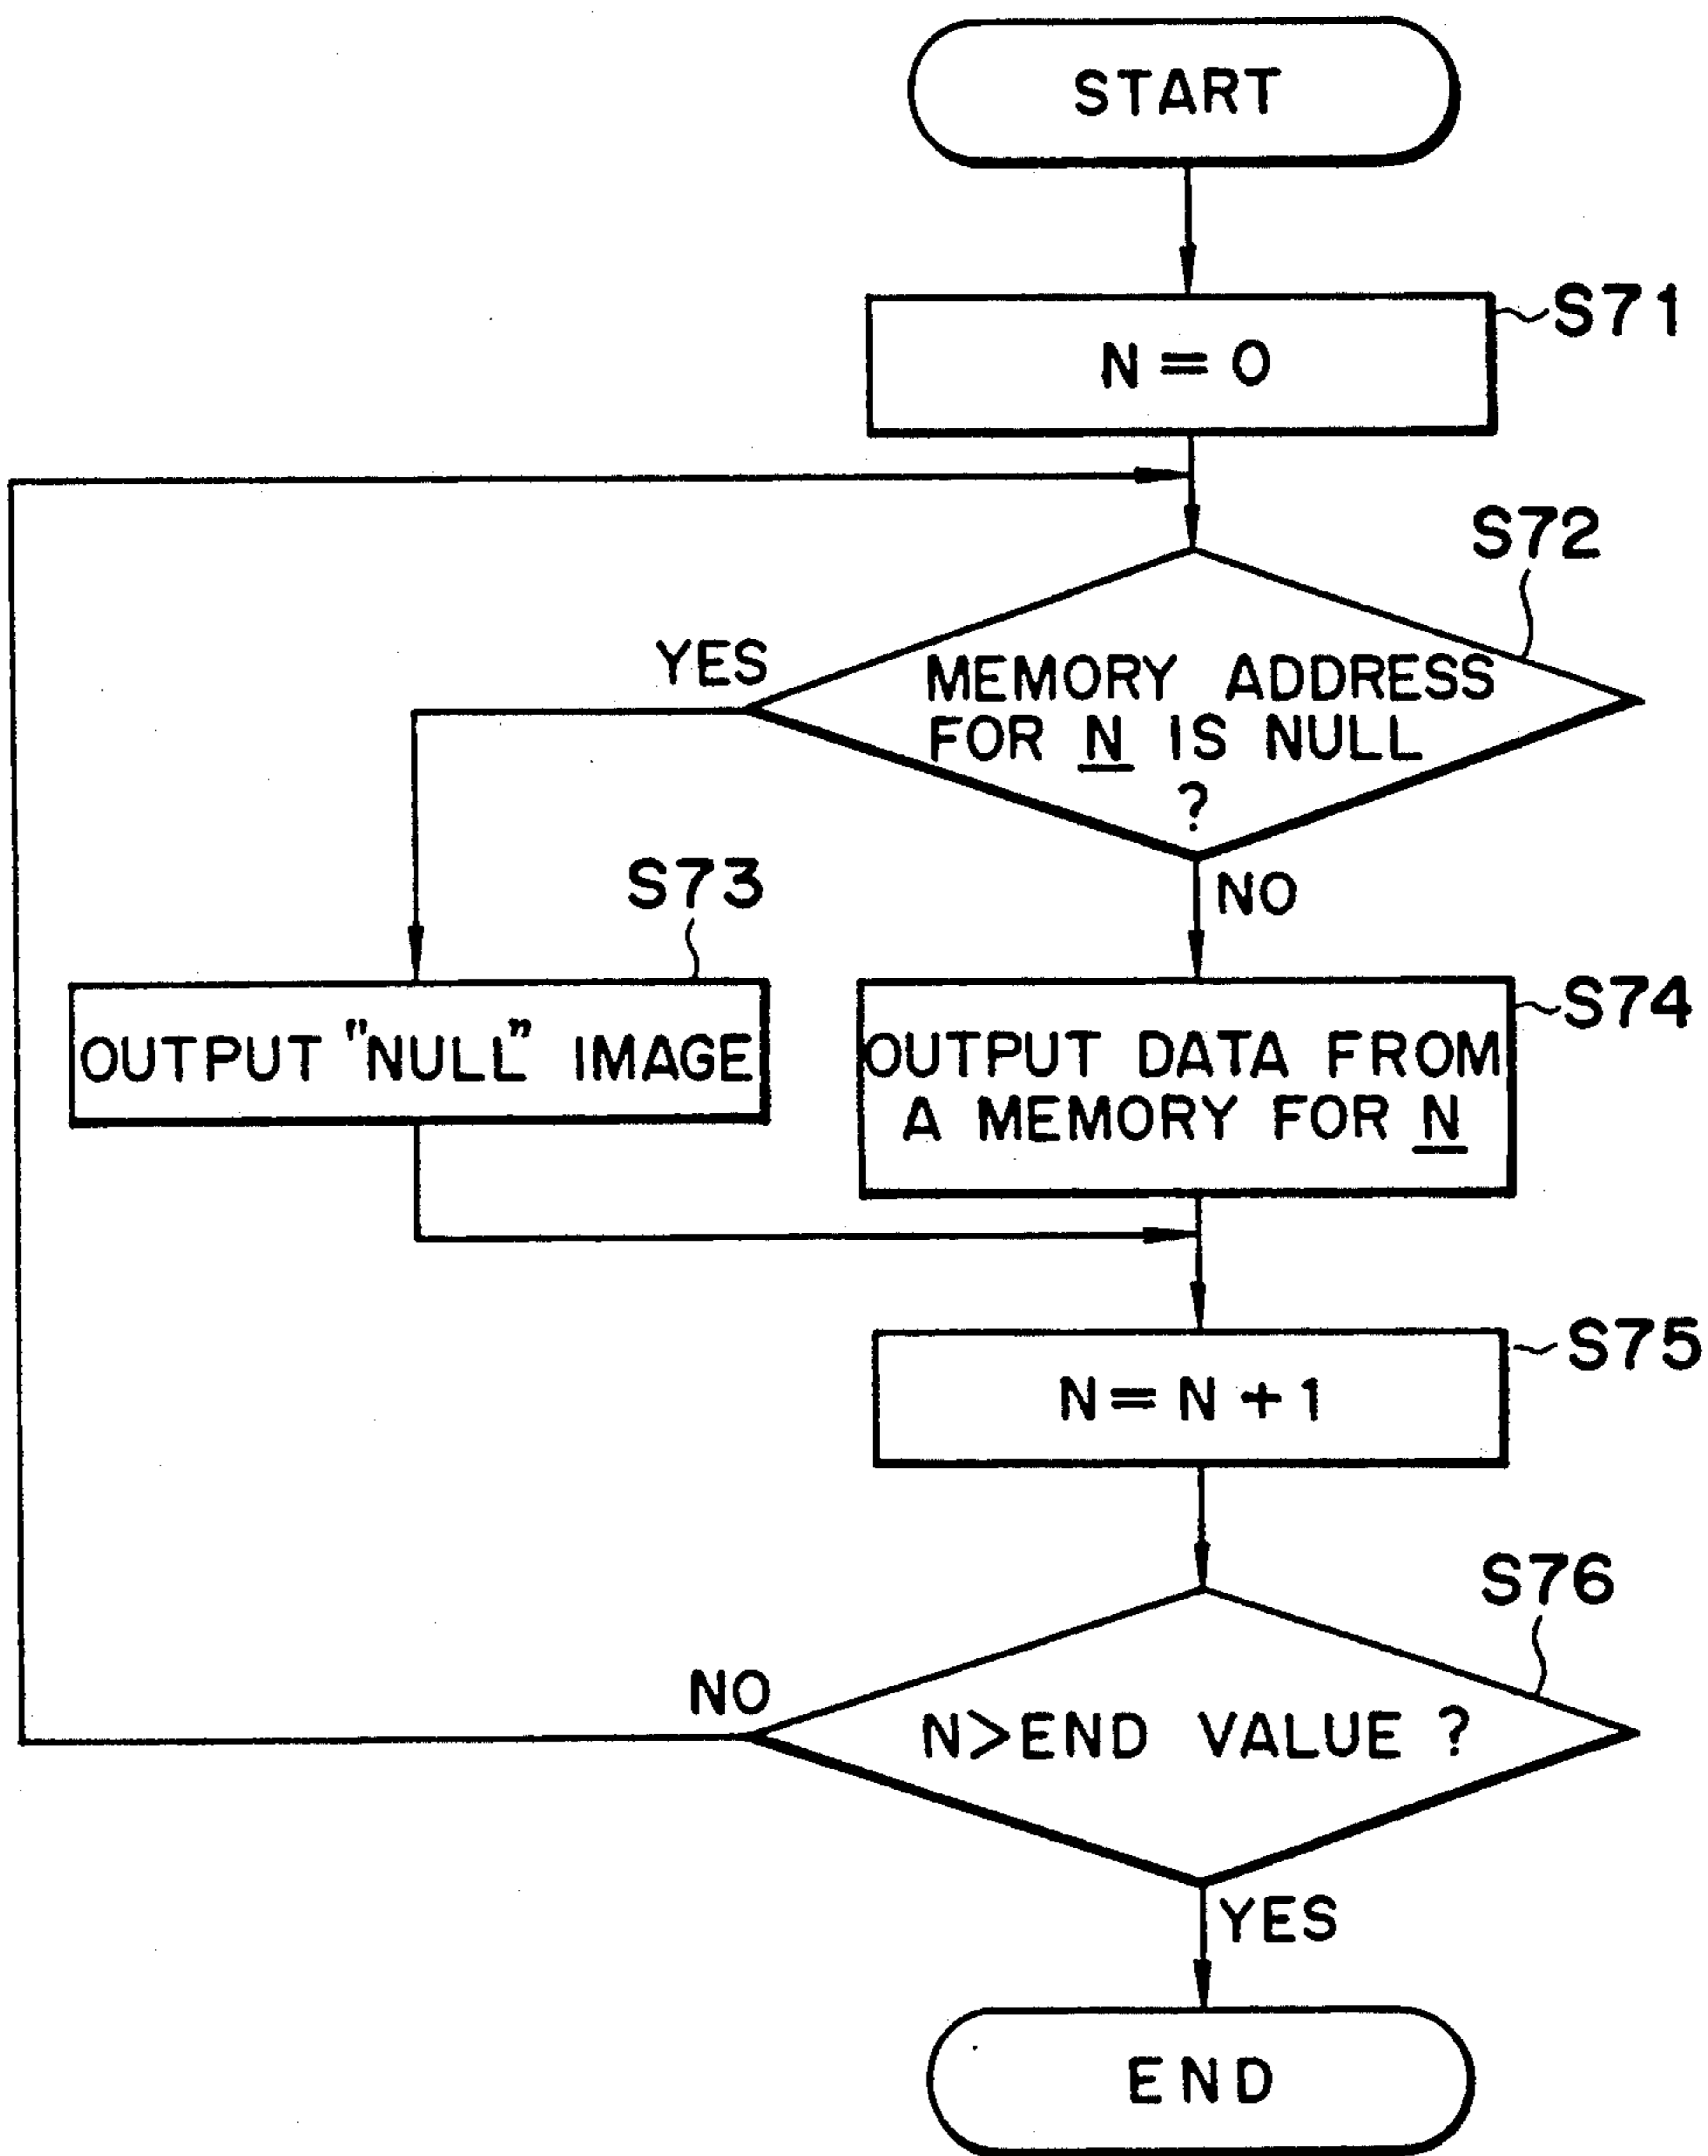 START
S71
N = 0
S72
YES
MEMORY ADDRESS
FOR N IS NULL
?
NO
S73
OUTPUT "NULL" IMAGE
S74
OUTPUT DATA FROM
A MEMORY FOR N
S75
N = N + 1
S76
NO
N>END VALUE ?
YES
END